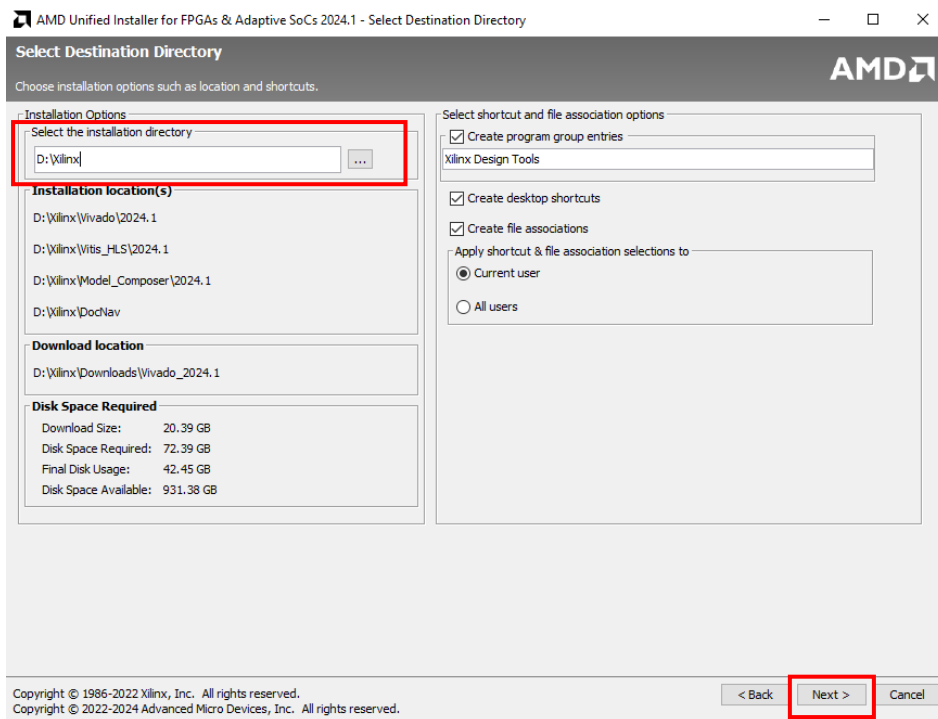 AMD Unified Installer for FPGAs & Adaptive SoCs 2024.1 - Select Destination Directory
Select Destination Directory
Choose installation options such as location and shortcuts.
AMD
Installation Options
Select the installation directory
D:\Xilinx
...
Installation location(s)
D:\Xilinx\Vivado\2024.1
D:\Xilinx\Vitis_HLS\2024.1
D:\Xilinx\Model_Composer\2024.1
D:\Xilinx\DocNav
Download location
D:\Xilinx\Downloads\Vivado_2024.1
Disk Space Required
Download Size: 20.39 GB
Disk Space Required: 72.39 GB
Final Disk Usage: 42.45 GB
Disk Space Available: 931.38 GB
Select shortcut and file association options
Create program group entries
Xilinx Design Tools
Create desktop shortcuts
Create file associations
Apply shortcut & file association selections to
Current user
All users
Copyright © 1986-2022 Xilinx, Inc. All rights reserved.
Copyright © 2022-2024 Advanced Micro Devices, Inc. All rights reserved.
< Back Next > Cancel